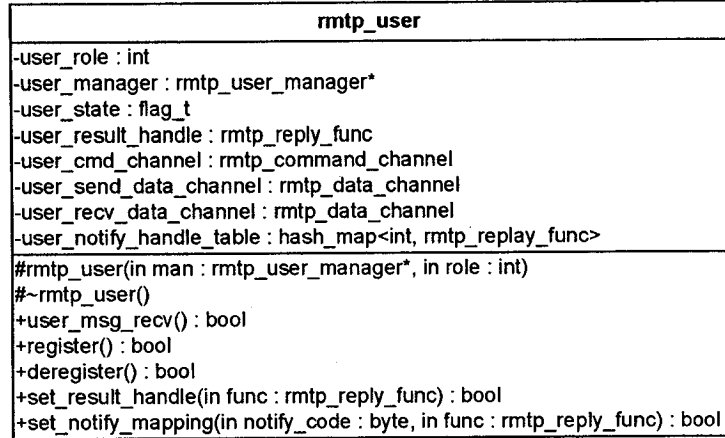 rmtp_user
-user_role : int
-user_manager : rmtp_user_manager*
-user_state : flag_t
-user_result_handle : rmtp_reply_func
-user_cmd_channel : rmtp_command_channel
-user_send_data_channel : rmtp_data_channel
-user_recv_data_channel : rmtp_data_channel
-user_notify_handle_table : hash_map<int, rmtp_replay_func>
#rmtp_user(in man : rmtp_user_manager*, in role : int)
#~rmtp_user()
+user_msg_recv() : bool
+register() : bool
+deregister() : bool
+set_result_handle(in func : rmtp_reply_func) : bool
+set_notify_mapping(in notify_code : byte, in func : rmtp_reply_func) : bool